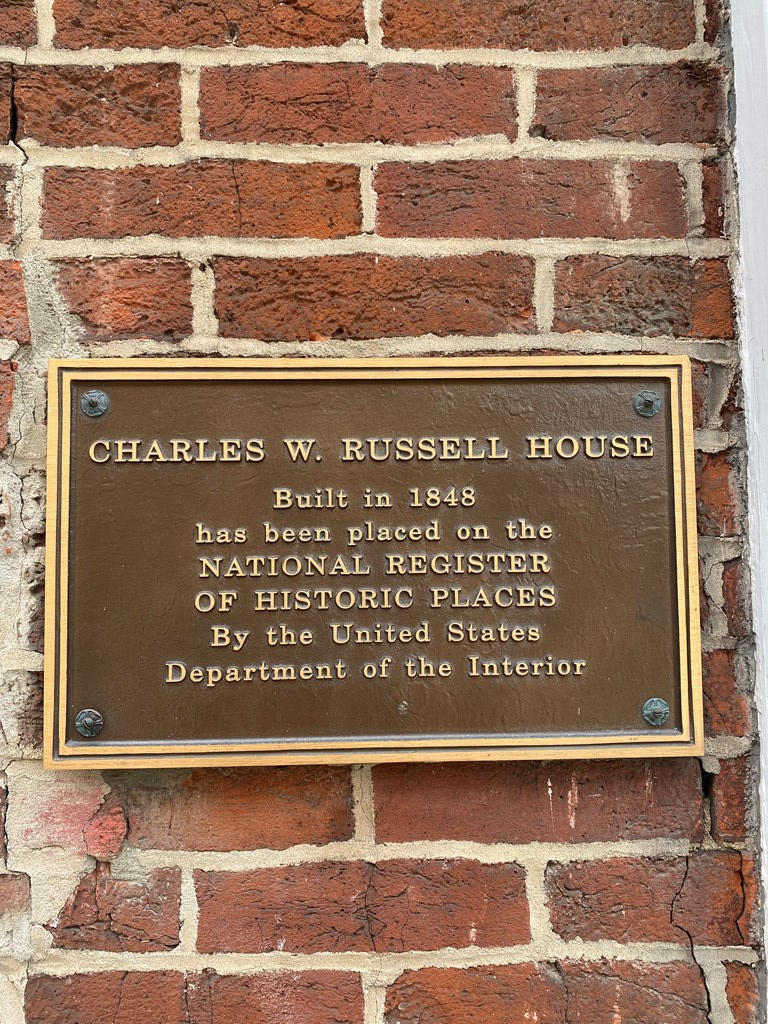 CHARLES W. RUSSELL HOUSE
Built in 1848
has been placed on the
NATIONAL REGISTER
OF HISTORIC PLACES
By the United States
Department of the Interior